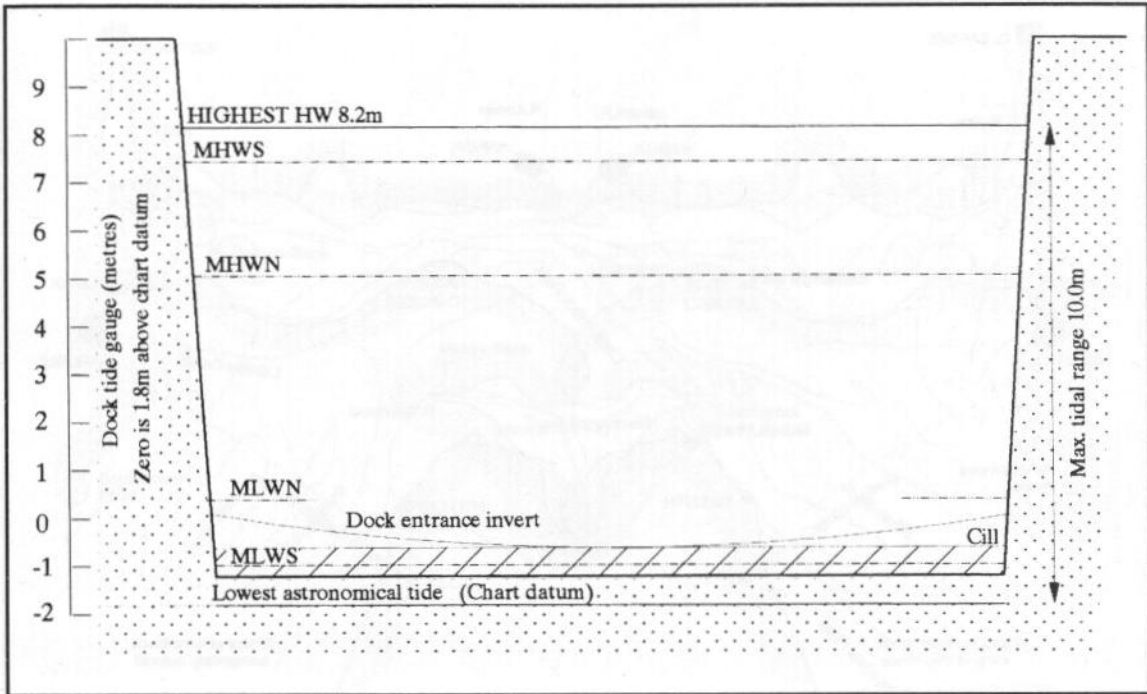 9
8
7
6
5
4
3
2
1
0
-1
-2
Dock tide gauge (metres)
Zero is 1.8m above chart datum
HIGHEST HW 8.2m
MHWS
MHWN
MLWN
Dock entrance invert
Cill
MLWS
Lowest astronomical tide (Chart datum)
Max. tidal range 10.0m